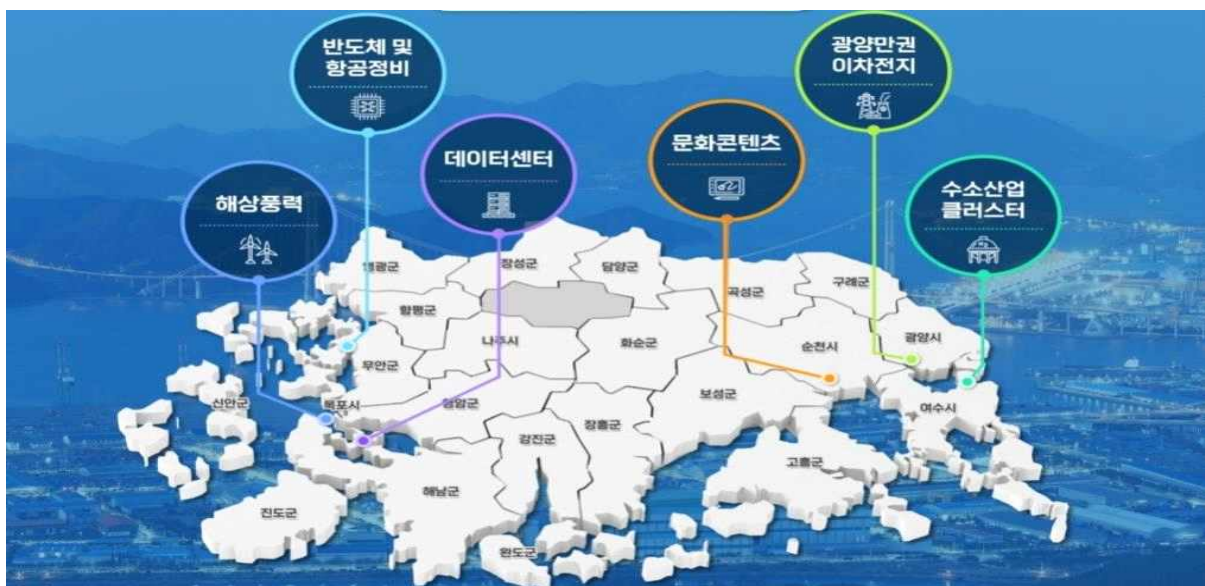 반도체 및
항공정비
광양만권
이차전지
데이터센터
문화콘텐츠
해상풍력
수소산업
클러스터
영광군
장성군
담양군
곡성군
구례군
함평군
나주시
화순군
순천시
광양시
무안군
신안군
목포시
영암군
보성군
여수시
강진군
장흥군
고흥군
해남군
진도군
완도군